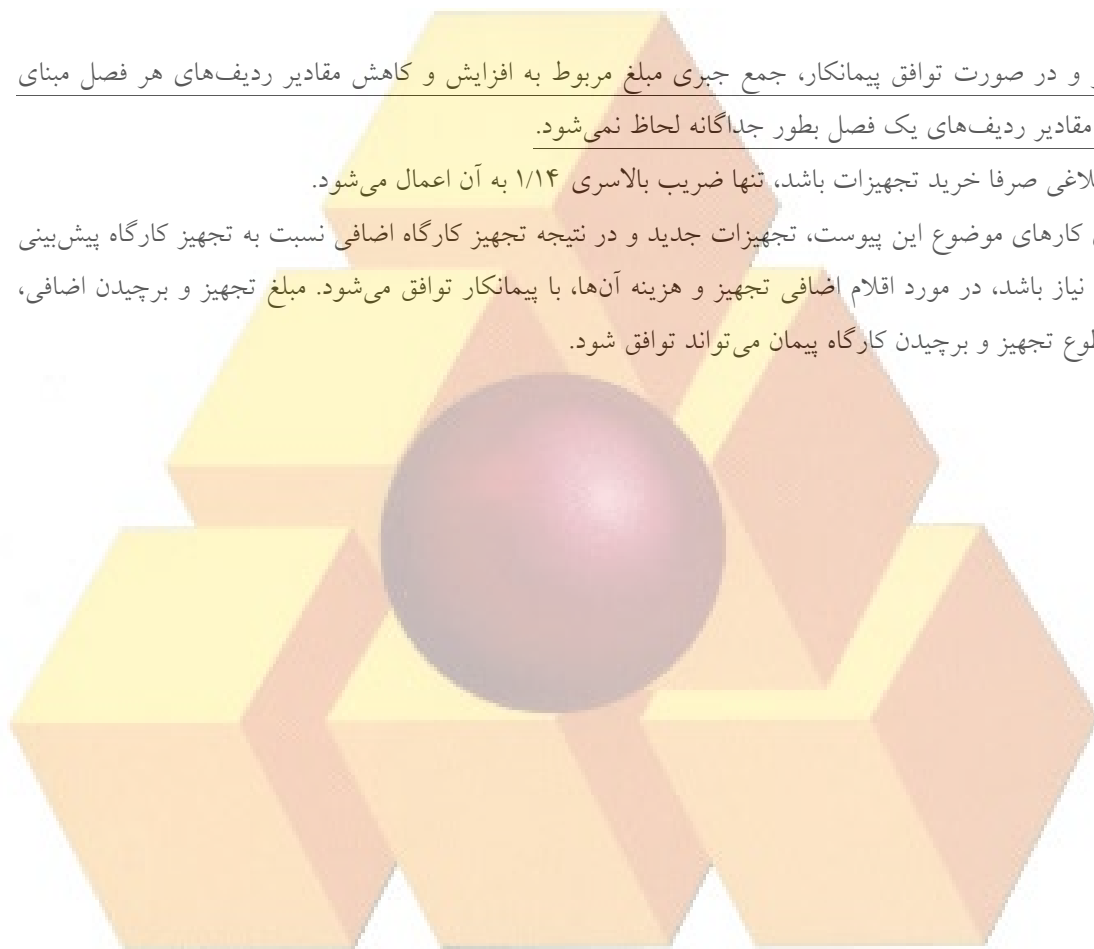 و در صورت توافق پیمانکار، جمع جبری مبلغ مربوط به افزایش و کاهش مقادیر ردیف‌های هر فصل مبنای
مقادیر ردیف‌های یک فصل بطور جداگانه لحاظ نمی‌شود.
صرفا خرید تجهیزات باشد، تنها ضریب بالاسری ۱/۱۴ به آن اعمال می‌شود.
کارهای موضوع این پیوست، تجهیزات جدید و در نتیجه تجهیز کارگاه اضافی نسبت به تجهیز کارگاه پیش‌بینی
نیاز باشد، در مورد اقلام اضافی تجهیز و هزینه آن‌ها، با پیمانکار توافق می‌شود. مبلغ تجهیز و برچیدن اضافی،
تجهیز و برچیدن کارگاه پیمان می‌تواند توافق شود.